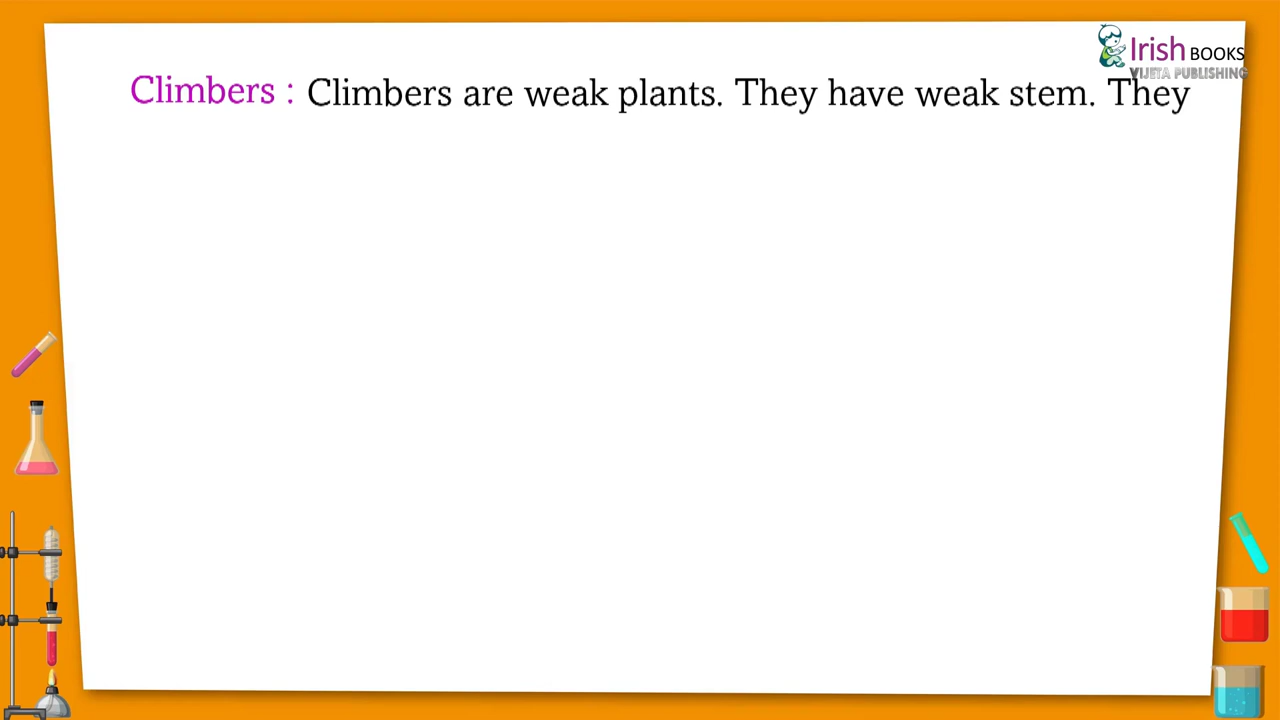 Irish BOOKS
VIJETA PUBLISHING
Climbers : Climbers are weak plants. They have weak stem. They